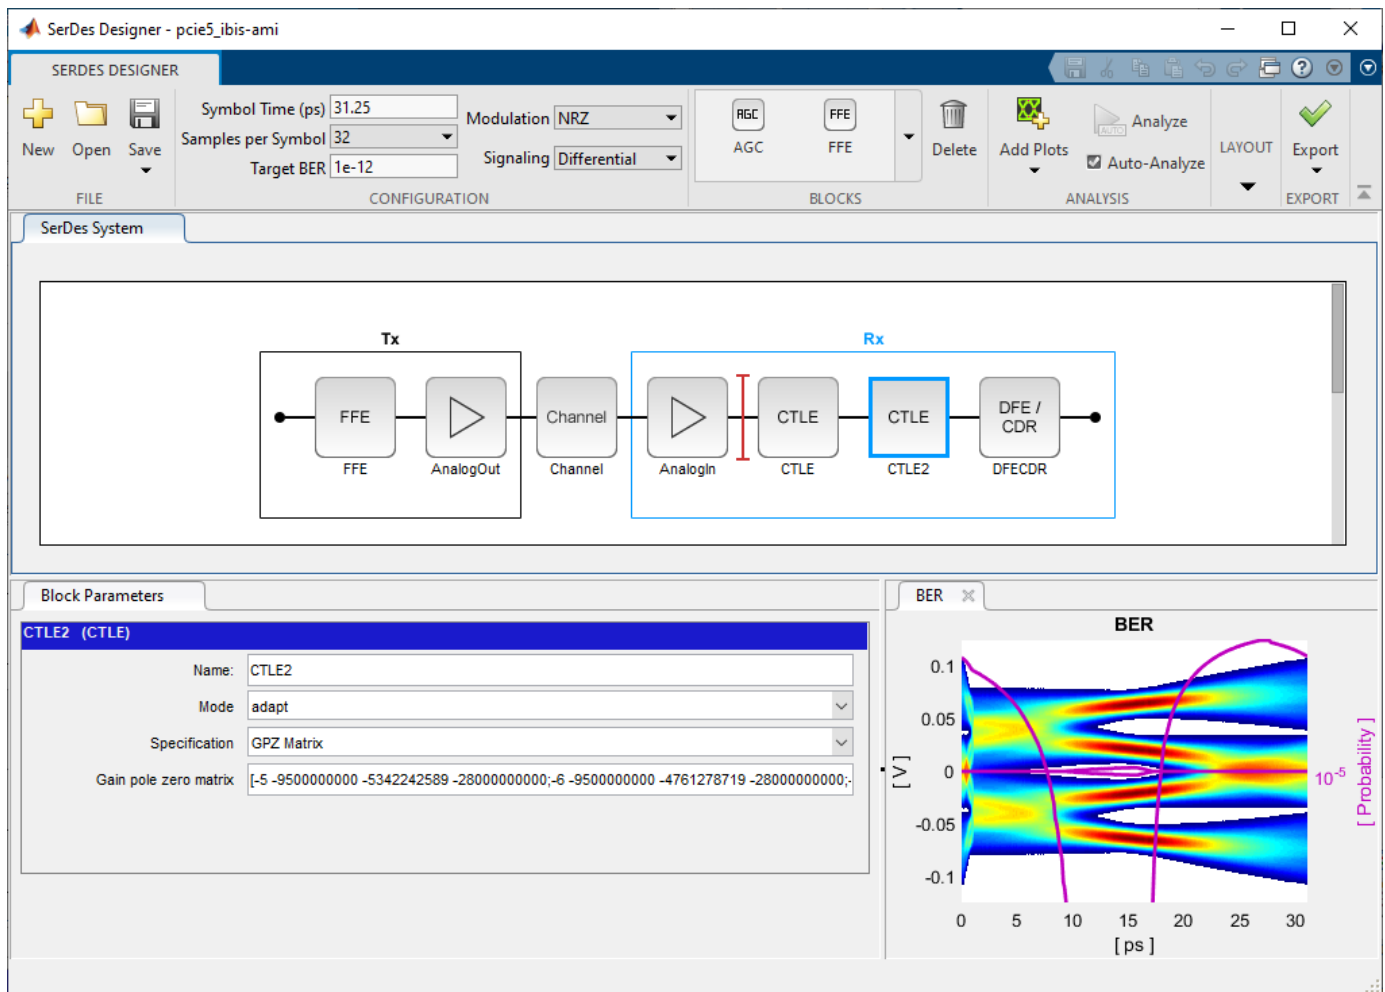 SerDes Designer - pcie5_ibis-ami
SERDES DESIGNER
New
Open
Save
FILE
Symbol Time (ps) 31.25
Samples per Symbol 32
Target BER 1e-12
Modulation NRZ
Signaling Differential
CONFIGURATION
AGC
AGC
FFE
FFE
Delete
BLOCKS
Add Plots
AUTO
Analyze
Auto-Analyze
ANALYSIS
LAYOUT
Export
EXPORT
SerDes System
Tx
Rx
FFE
FFE
AnalogOut
Channel
Channel
AnalogIn
CTLE
CTLE
CTLE
CTLE2
DFE /
CDR
DFECDR
Block Parameters
CTLE2 (CTLE)
Name: CTLE2
Mode adapt
Specification GPZ Matrix
Gain pole zero matrix [-5 -9500000000 -5342242589 -28000000000;-6 -9500000000 -4761278719 -28000000000;-
BER
BER
0.1
0.05
0
-0.05
-0.1
[ V ]
10-5
[ Probability ]
0 5 10 15 20 25 30
[ ps ]